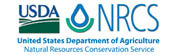 USDA NRCS
United States Department of Agriculture
Natural Resources Conservation Service